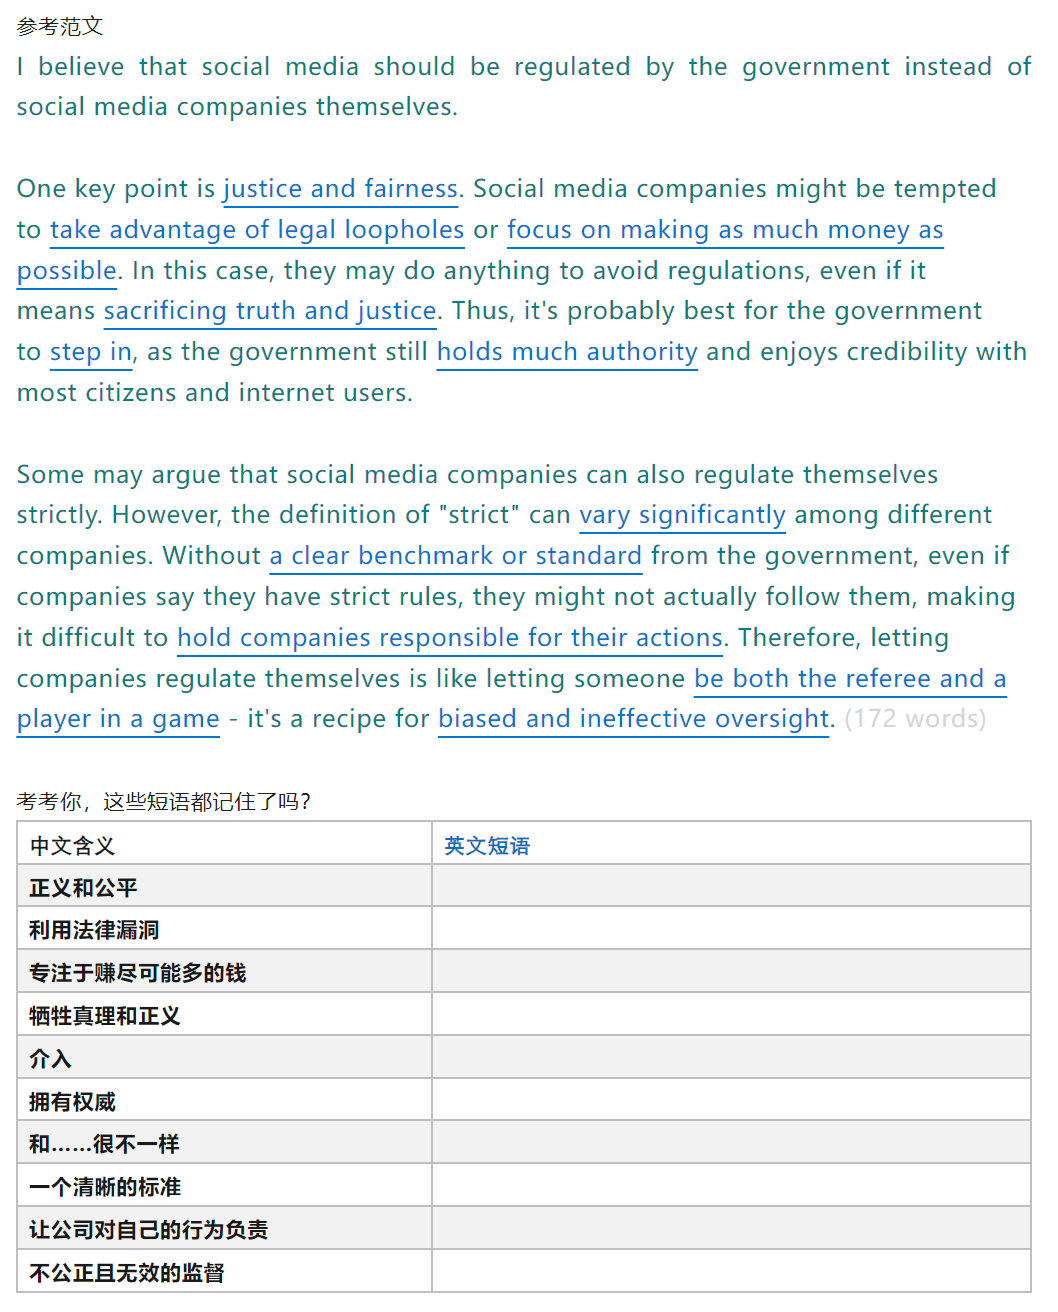 参考范文
I believe that social media should be regulated by the government instead of
social media companies themselves.
One key point is justice and fairness. Social media companies might be tempted
to take advantage of legal loopholes or focus on making as much money as
possible. In this case, they may do anything to avoid regulations, even if it
means sacrificing truth and justice. Thus, it's probably best for the government
to step in, as the government still holds much authority and enjoys credibility with
most citizens and internet users.
Some may argue that social media companies can also regulate themselves
strictly. However, the definition of "strict" can vary significantly among different
companies. Without a clear benchmark or standard from the government, even if
companies say they have strict rules, they might not actually follow them, making
it difficult to hold companies responsible for their actions. Therefore, letting
companies regulate themselves is like letting someone be both the referee and a
player in a game - it's a recipe for biased and ineffective oversight. (172 words)
考考你，这些短语都记住了吗？
中文含义 英文短语
正义和公平
利用法律漏洞
专注于赚尽可能多的钱
牺牲真理和正义
介入
拥有权威
和……很不一样
一个清晰的标准
让公司对自己的行为负责
不公正且无效的监督